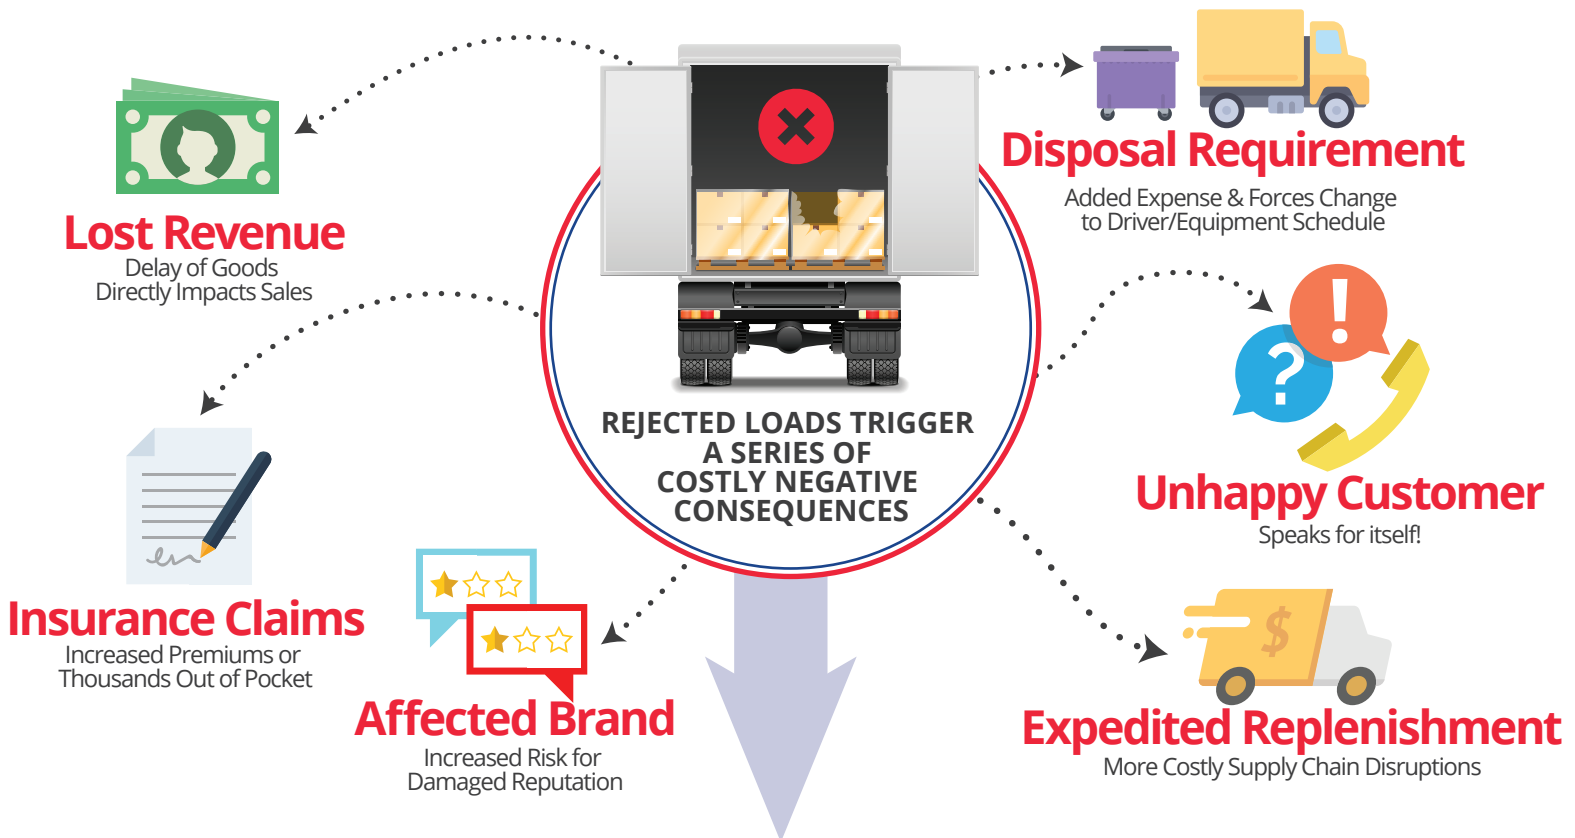 REJECTED LOADS TRIGGER
A SERIES OF
COSTLY NEGATIVE
CONSEQUENCES
Lost Revenue
Delay of Goods
Directly Impacts Sales
Insurance Claims
Increased Premiums or
Thousands Out of Pocket
Affected Brand
Increased Risk for
Damaged Reputation
Disposal Requirement
Added Expense & Forces Change
to Driver/Equipment Schedule
!
?
Unhappy Customer
Speaks for itself!
$
Expedited Replenishment
More Costly Supply Chain Disruptions